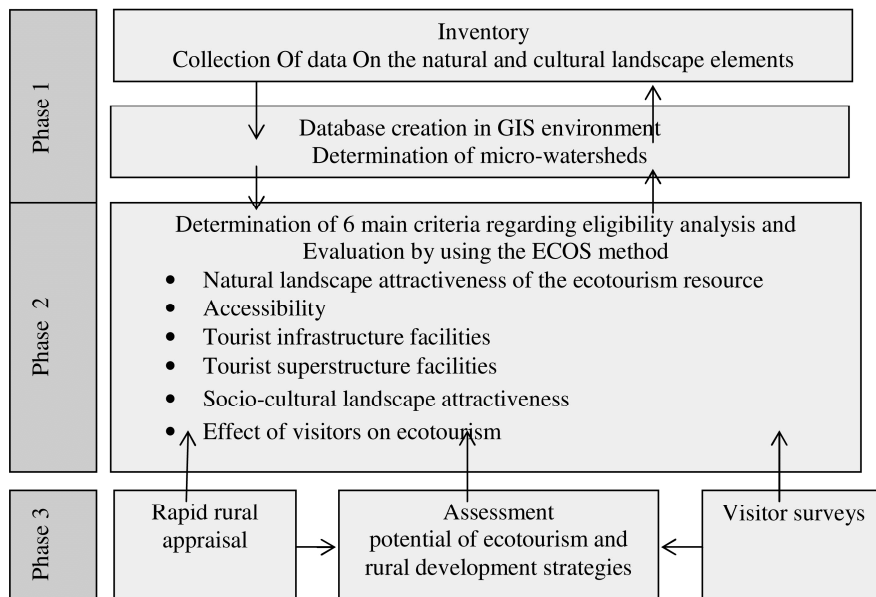 Phase 1
Inventory
Collection Of data On the natural and cultural landscape elements
Database creation in GIS environment
Determination of micro-watersheds
Phase 2
Determination of 6 main criteria regarding eligibility analysis and
Evaluation by using the ECOS method
• Natural landscape attractiveness of the ecotourism resource
• Accessibility
• Tourist infrastructure facilities
• Tourist superstructure facilities
• Socio-cultural landscape attractiveness
• Effect of visitors on ecotourism
Phase 3
Rapid rural
appraisal
Assessment
potential of ecotourism and
rural development strategies
Visitor surveys